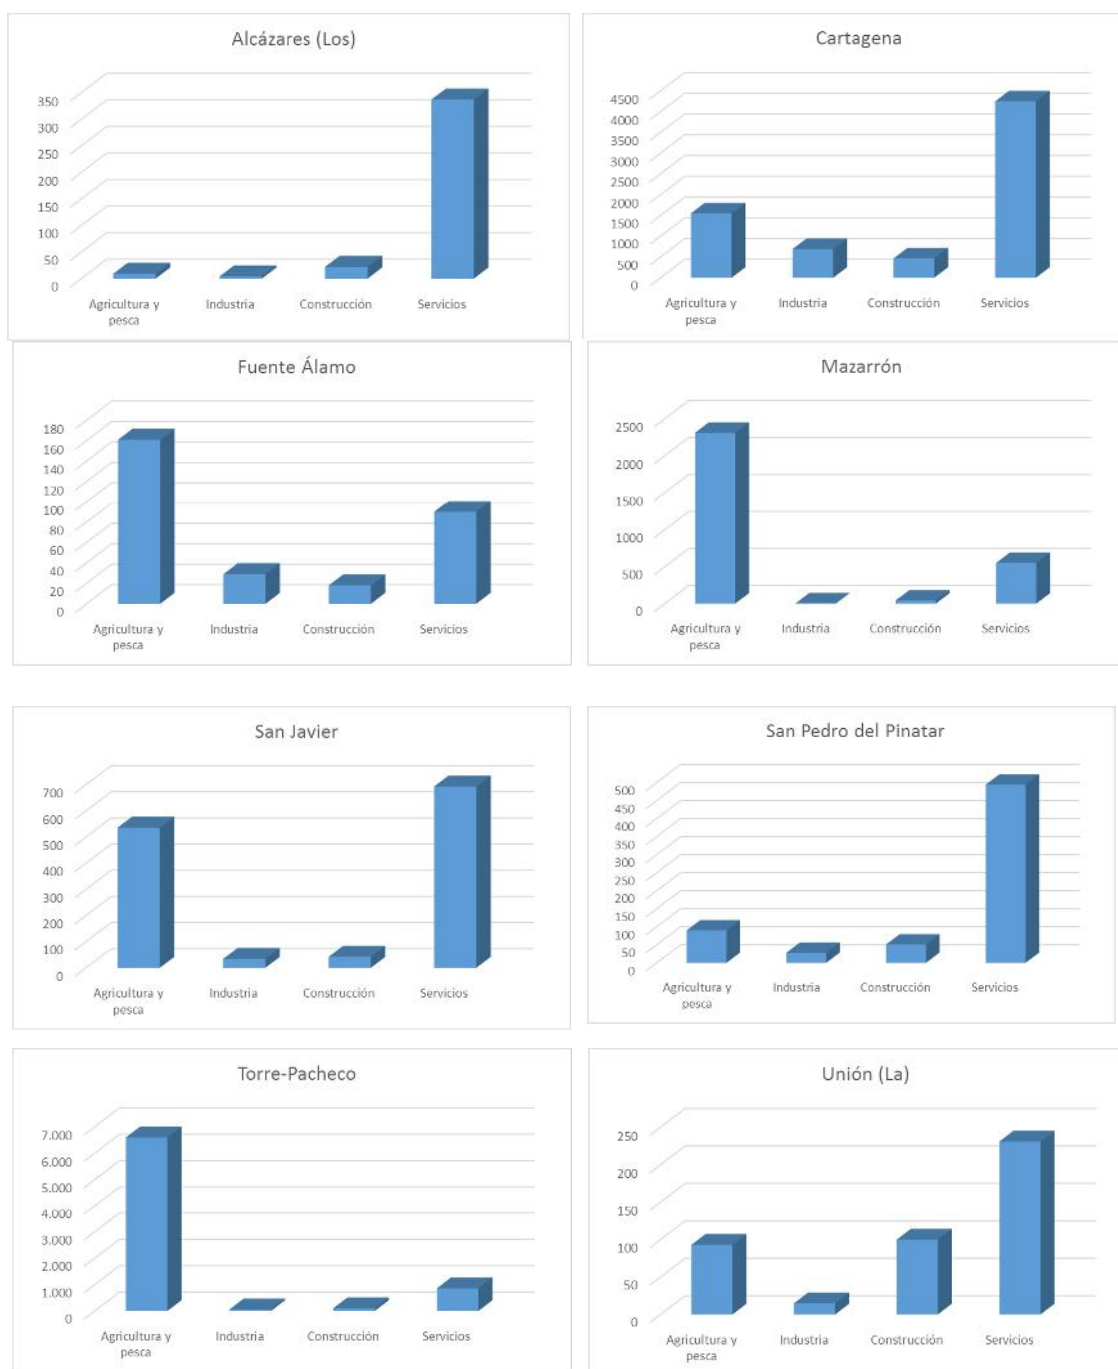 Alcázares (Los)
350
300
250
200
150
100
50
0
Agricultura y
pesca
Industria
Construcción
Servicios
Cartagena
4500
4000
3500
3000
2500
2000
1500
1000
500
0
Agricultura y
pesca
Industria
Construcción
Servicios
Fuente Álamo
180
160
140
120
100
80
60
40
20
0
Agricultura y
pesca
Industria
Construcción
Servicios
Mazarrón
2500
2000
1500
1000
500
0
Agricultura y
pesca
Industria
Construcción
Servicios
San Javier
700
600
500
400
300
200
100
0
Agricultura y
pesca
Industria
Construcción
Servicios
San Pedro del Pinatar
500
450
400
350
300
250
200
150
100
50
0
Agricultura y
pesca
Industria
Construcción
Servicios
Torre-Pacheco
7.000
6.000
5.000
4.000
3.000
2.000
1.000
0
Agricultura y
pesca
Industria
Construcción
Servicios
Unión (La)
250
200
150
100
50
0
Agricultura y
pesca
Industria
Construcción
Servicios